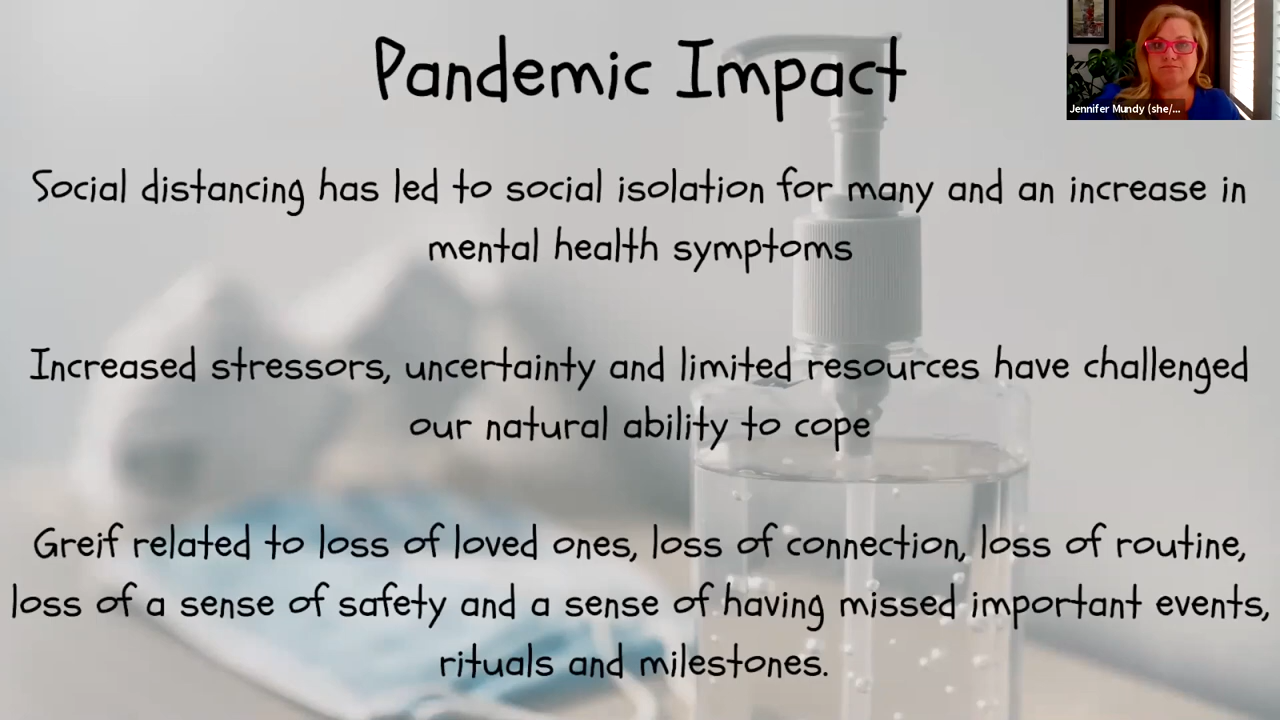 Pandemic Impact
Jennifer Mundy (she/...
Social distancing has led to social isolation for many and an increase in
mental health symptoms
Increased stressors, uncertainty and limited resources have challenged
our natural ability to cope
Greif related to loss of loved ones, loss of connection, loss of routine,
loss of a sense of safety and a sense of having missed important events,
rituals and milestones.